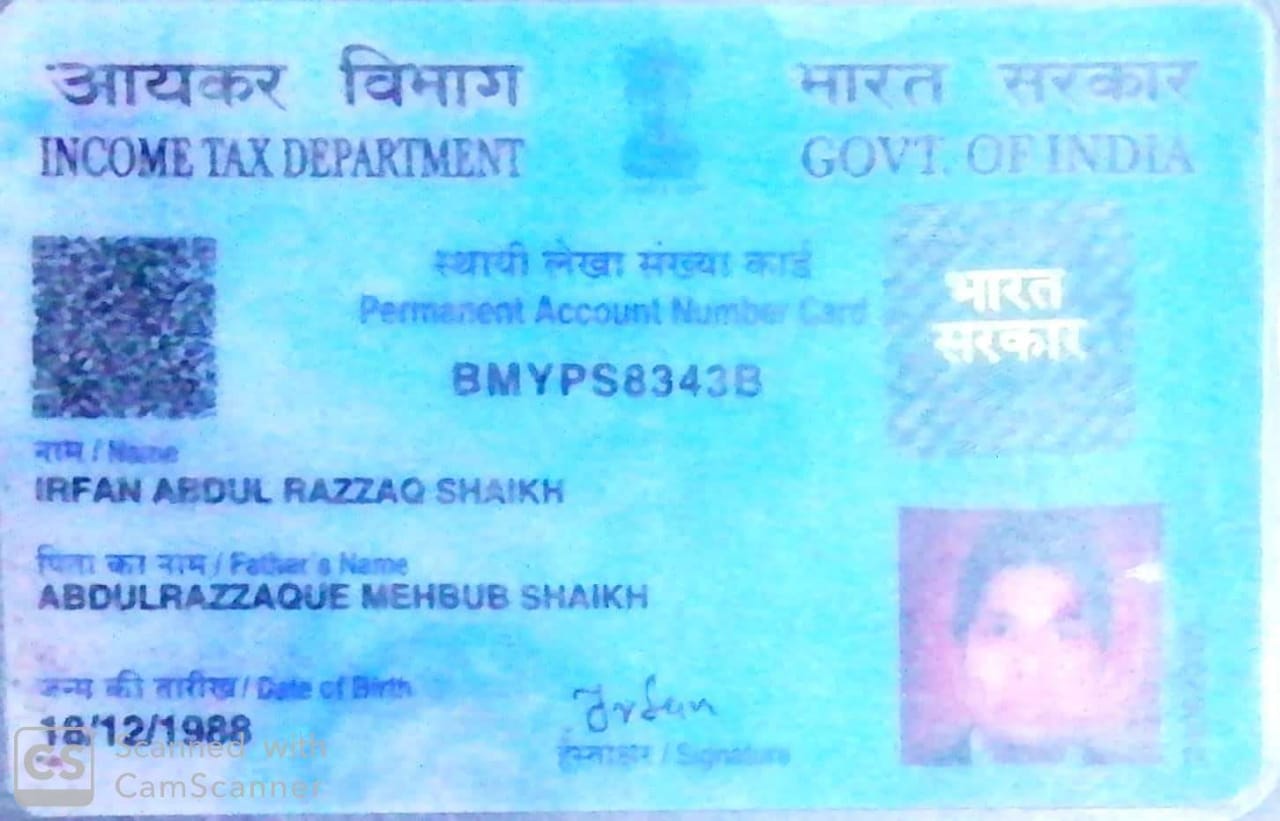 आयकर विभाग
INCOME TAX DEPARTMENT
भारत सरकार
GOVT. OF INDIA
स्थायी लेखा संख्या कार्ड
Permanent Account Number Card
BMYPS8343B
भारत
सरकार
नाम / Name
IRFAN ABDUL RAZZAQ SHAIKH
पिता का नाम / Father's Name
ABDULRAZZAQUE MEHBUB SHAIKH
जन्म की तारीख / Date of Birth
18/12/1988
Irfan
हस्ताक्षर / Signature
CS
Scanned with
CamScanner